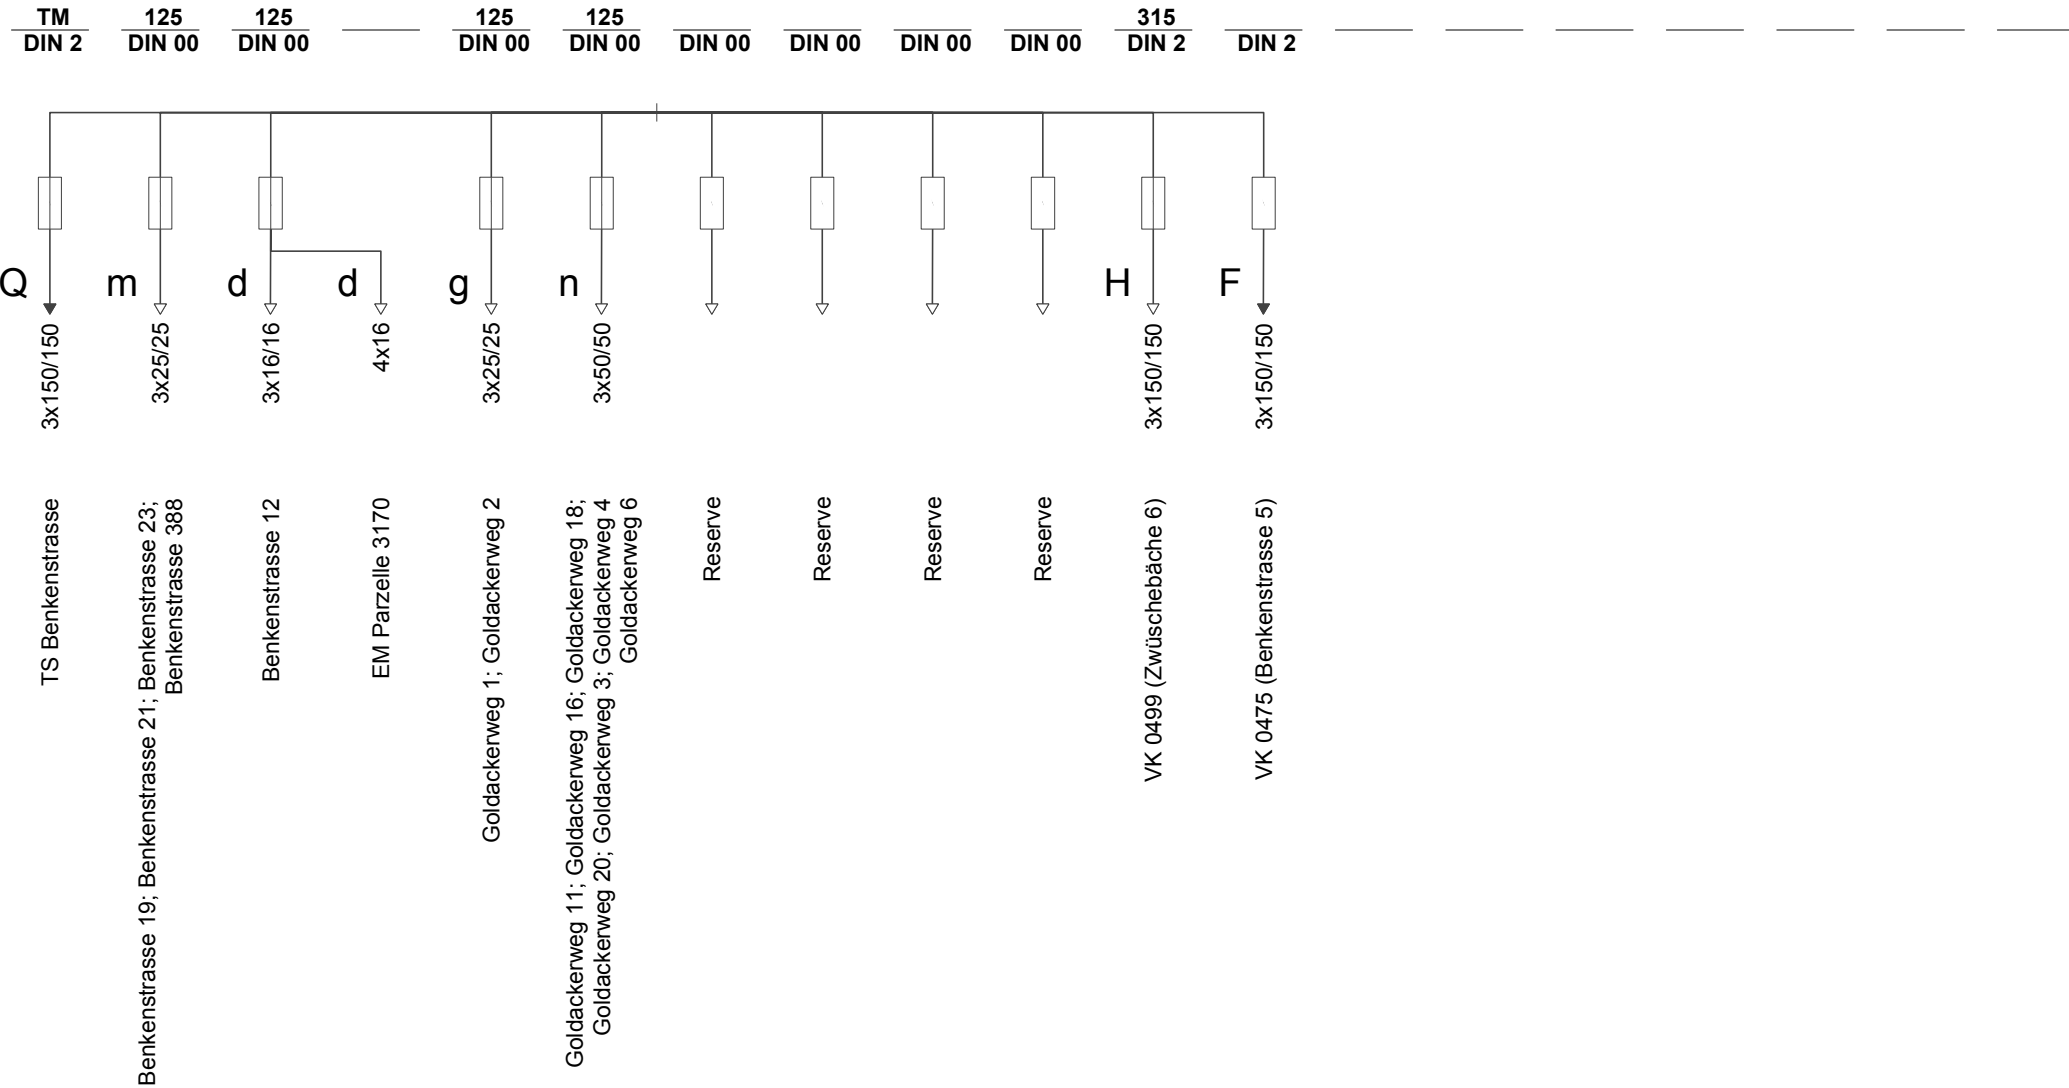 TM
125
125
125
125
315
DIN 2
DIN 00
DIN 00
DIN 00
DIN 00
DIN 00
DIN 00
DIN 00
DIN 00
DIN 2
DIN 2
Q
m
d
d
g
n
H
F
3x150/150
3x25/25
3x16/16
4x16
3x25/25
3x50/50
3x150/150
3x150/150
TS Benkenstrasse
Benkenstrasse 19; Benkenstrasse 21; Benkenstrasse 23;
Benkenstrasse 388
Benkenstrasse 12
EM Parzelle 3170
Goldackerweg 1; Goldackerweg 2
Goldackerweg 11; Goldackerweg 16; Goldackerweg 18;
Goldackerweg 20; Goldackerweg 3; Goldackerweg 4
Goldackerweg 6
Reserve
Reserve
Reserve
Reserve
VK 0499 (Zwüschebäche 6)
VK 0475 (Benkenstrasse 5)